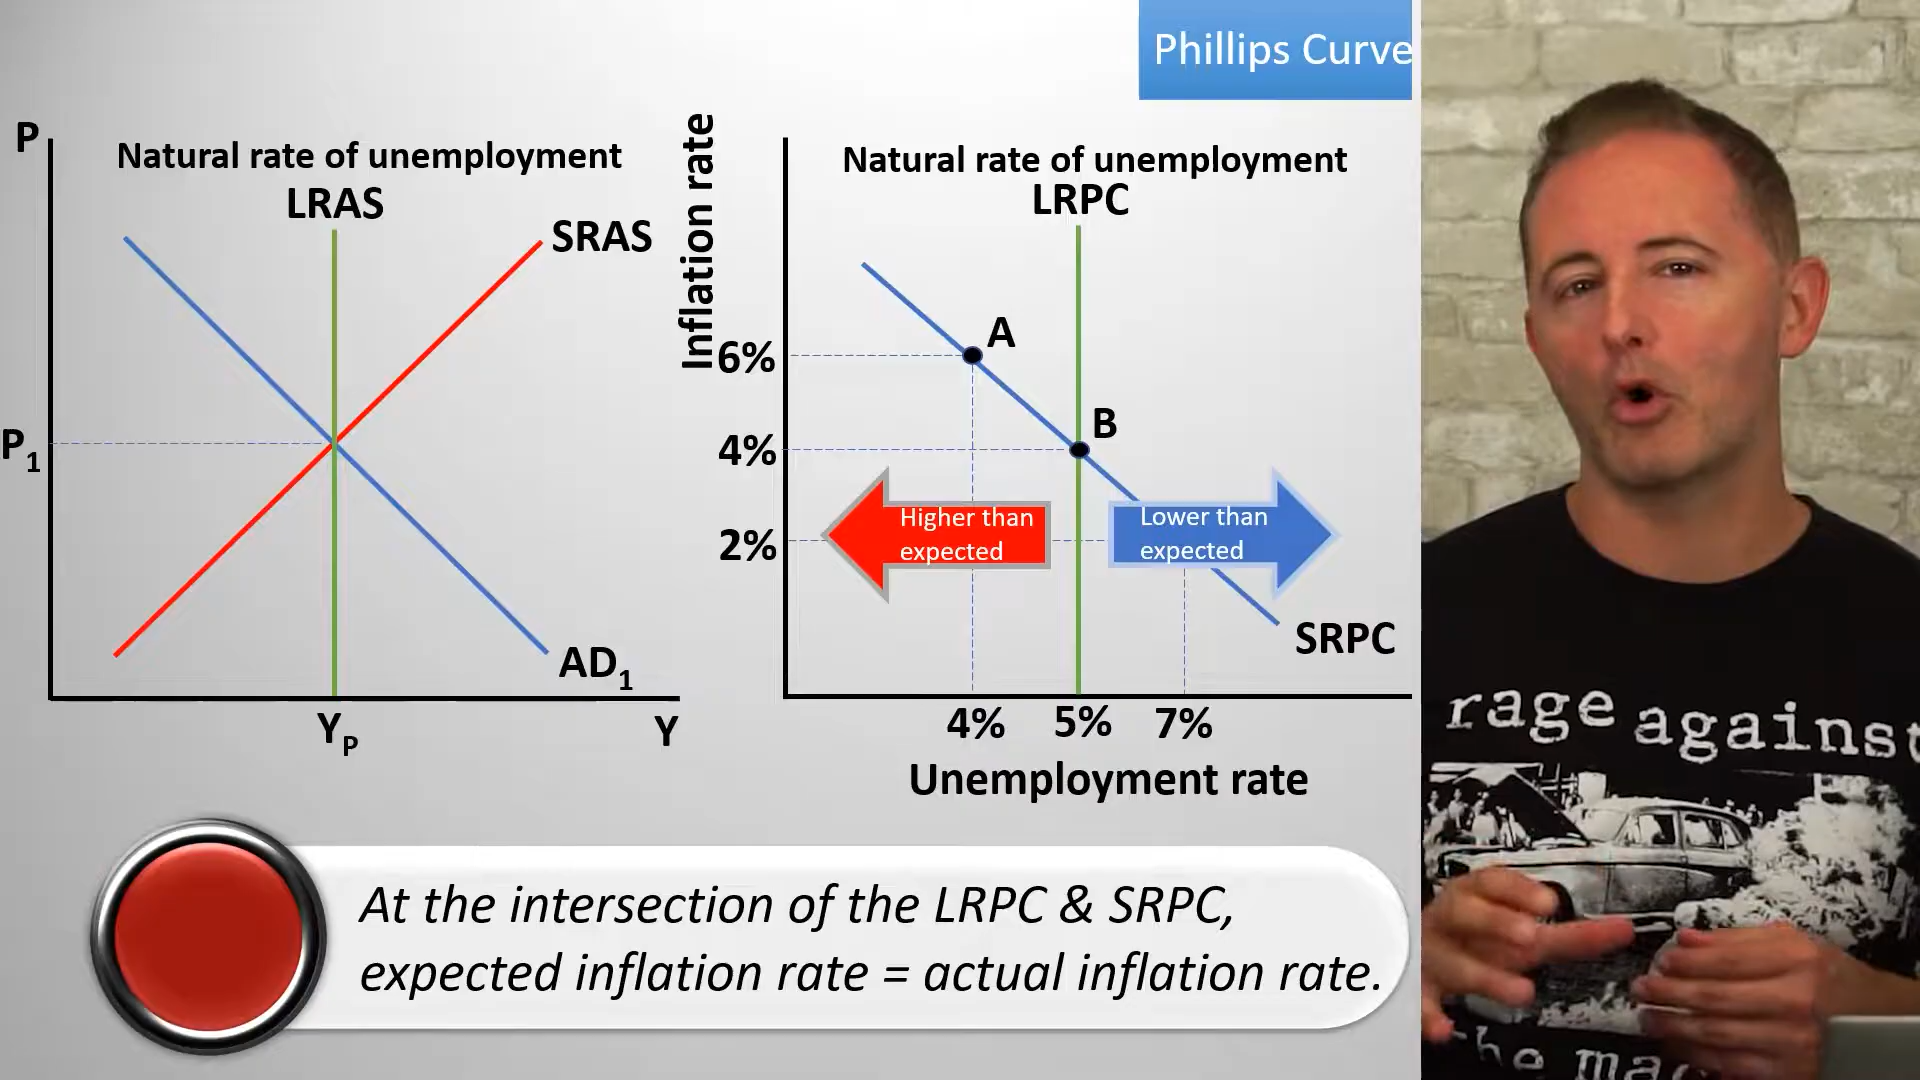 Phillips Curve
P
Natural rate of unemployment
LRAS
SRAS
P1
AD1
YP
Y
Inflation rate
Natural rate of unemployment
LRPC
A
6%
B
4%
Higher than
expected
Lower than
expected
2%
SRPC
4% 5% 7%
Unemployment rate
At the intersection of the LRPC & SRPC,
expected inflation rate = actual inflation rate.
rage against
the mac